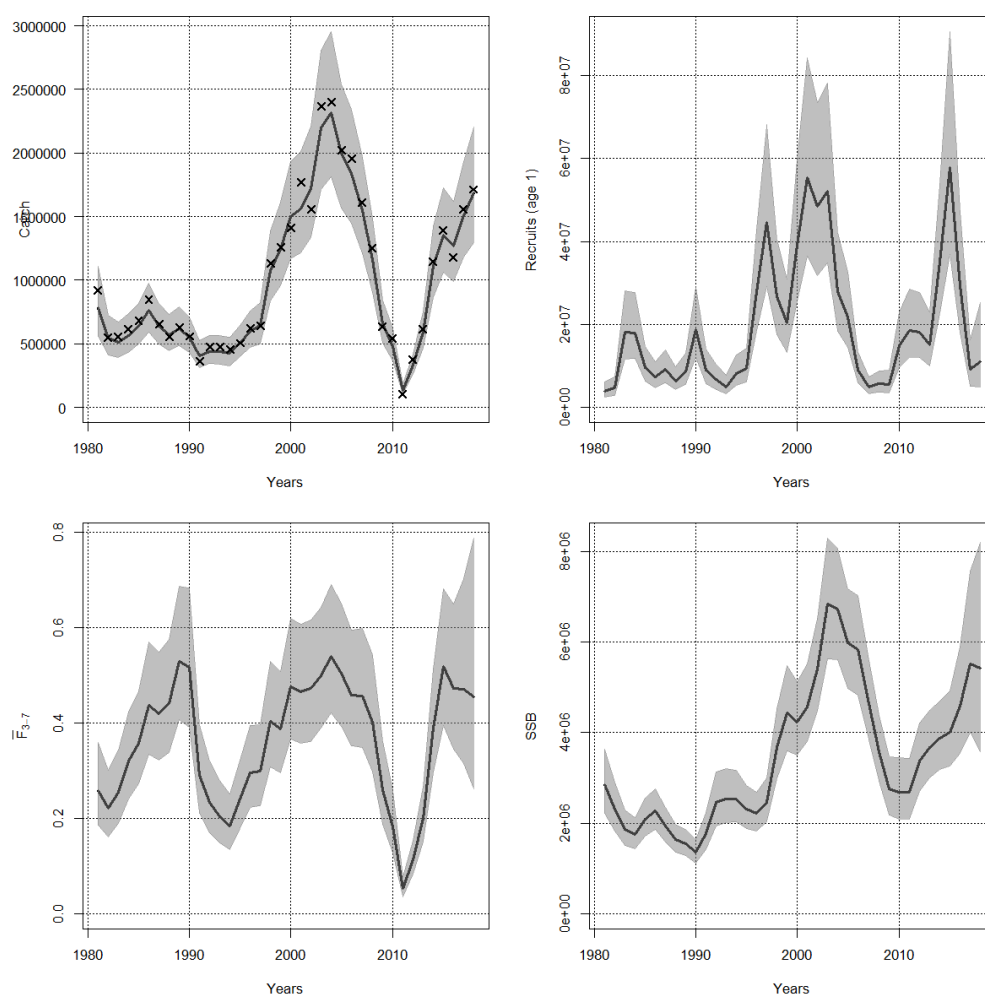 3000000
2500000
2000000
1500000
1000000
500000
0
Catch
1980 1990 2000 2010
Years
8e+07
6e+07
4e+07
2e+07
0e+00
Recruits (age 1)
1980 1990 2000 2010
Years
0.8
0.6
0.4
0.2
0.0
F̅3−7
1980 1990 2000 2010
Years
8e+06
6e+06
4e+06
2e+06
0e+00
SSB
1980 1990 2000 2010
Years